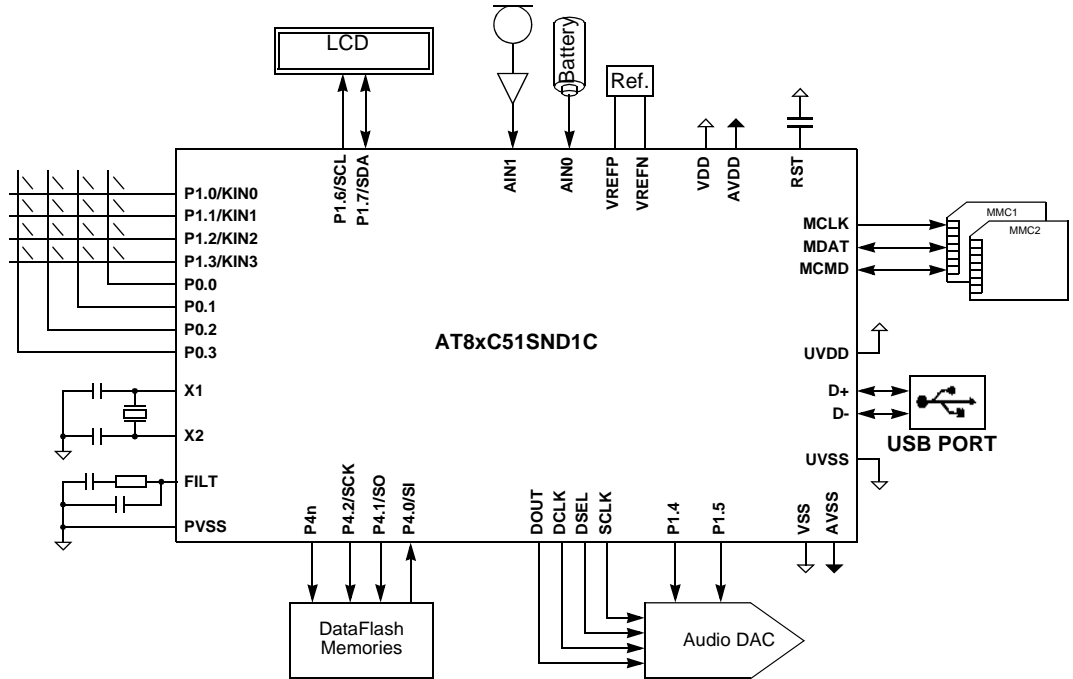 LCD
Battery
Ref.
P1.6/SCL
P1.7/SDA
AIN1
AIN0
VREFP
VREFN
VDD
AVDD
RST
P1.0/KIN0
P1.1/KIN1
P1.2/KIN2
P1.3/KIN3
P0.0
P0.1
P0.2
P0.3
X1
X2
FILT
PVSS
AT8xC51SND1C
MCLK
MDAT
MCMD
MMC1
MMC2
UVDD
D+
D-
USB PORT
UVSS
P4n
P4.2/SCK
P4.1/SO
P4.0/SI
DOUT
DCLK
DSEL
SCLK
P1.4
P1.5
VSS
AVSS
DataFlash
Memories
Audio DAC